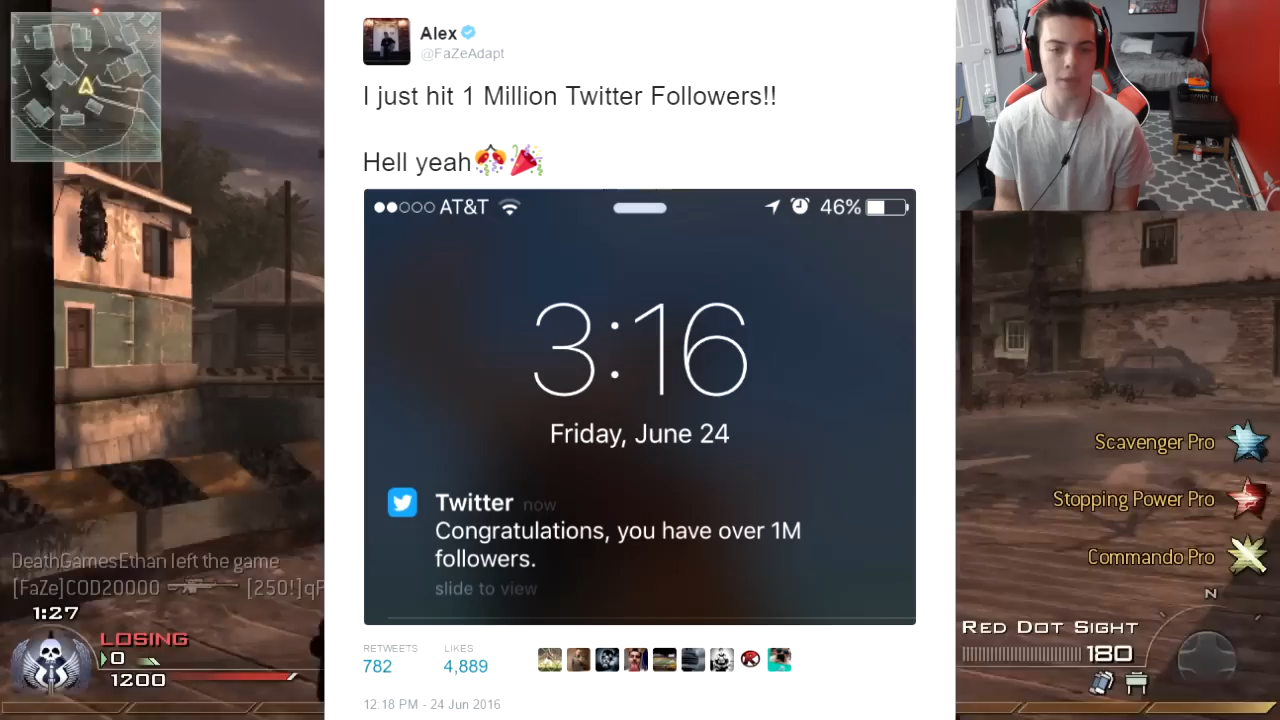 Alex
@FaZeAdapt
I just hit 1 Million Twitter Followers!!
Hell yeah
AT&T 46%
3:16
Friday, June 24
Twitter now
Congratulations, you have over 1M
followers.
slide to view
RETWEETS LIKES
782 4,889
12:18 PM - 24 Jun 2016
DeathGamesEthan left the game
[FaZe]COD20000 [250!]qF
1:27
LOSING
0
1200
Scavenger Pro
Stopping Power Pro
Commando Pro
N
Red Dot Sight
180